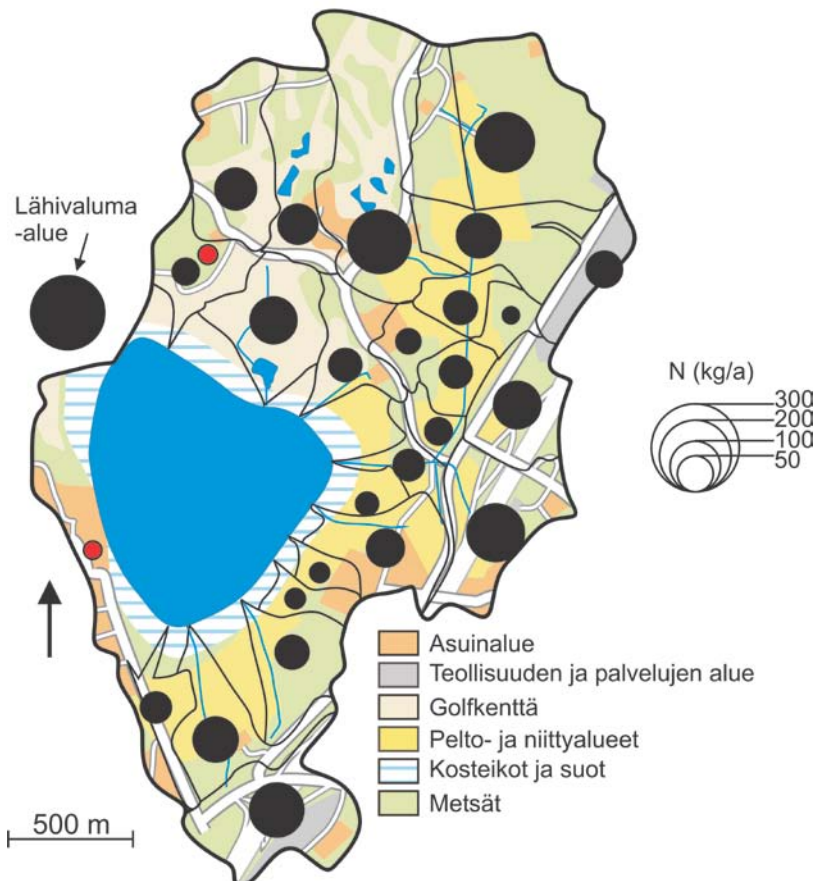 Lähivaluma
-alue
N (kg/a)
300
200
100
50
Asuinalue
Teollisuuden ja palvelujen alue
Golfkenttä
Pelto- ja niittyalueet
Kosteikot ja suot
Metsät
500 m